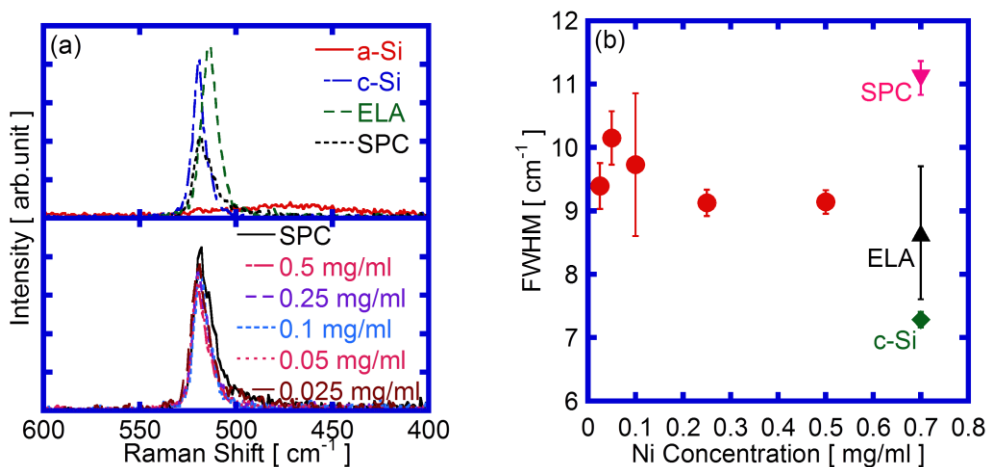 (a)
a-Si
c-Si
ELA
SPC
SPC
0.5 mg/ml
0.25 mg/ml
0.1 mg/ml
0.05 mg/ml
0.025 mg/ml
Intensity [ arb.unit ]
600 550 500 450 400
Raman Shift [ cm⁻¹ ]
(b)
12
11
10
9
8
7
6
FWHM [ cm⁻¹ ]
SPC
ELA
c-Si
0 0.1 0.2 0.3 0.4 0.5 0.6 0.7 0.8
Ni Concentration [ mg/ml ]